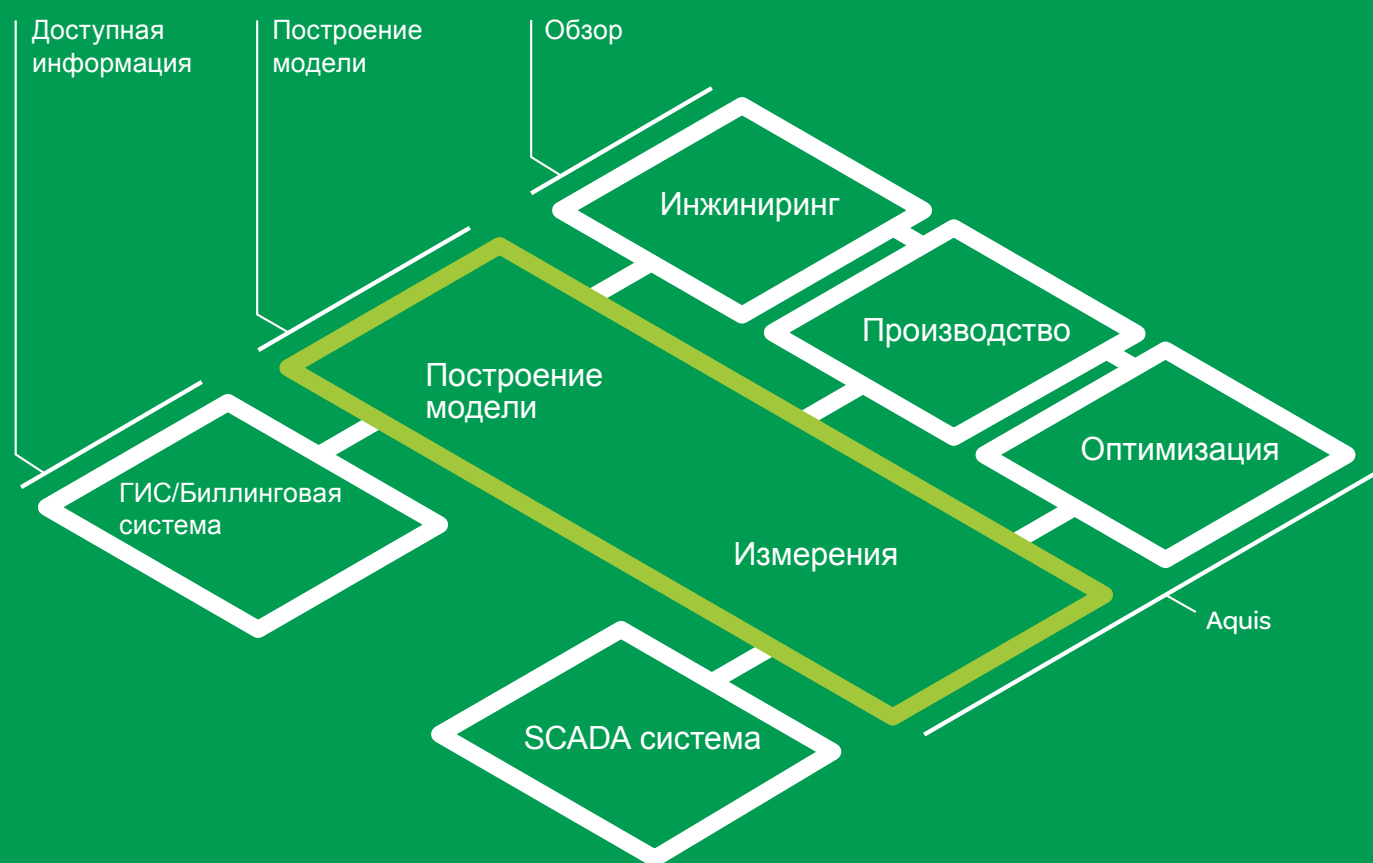 Доступная
информация
Построение
модели
Обзор
Инжиниринг
Производство
Построение
модели
Оптимизация
ГИС/Биллинговая
система
Измерения
Aquis
SCADA система